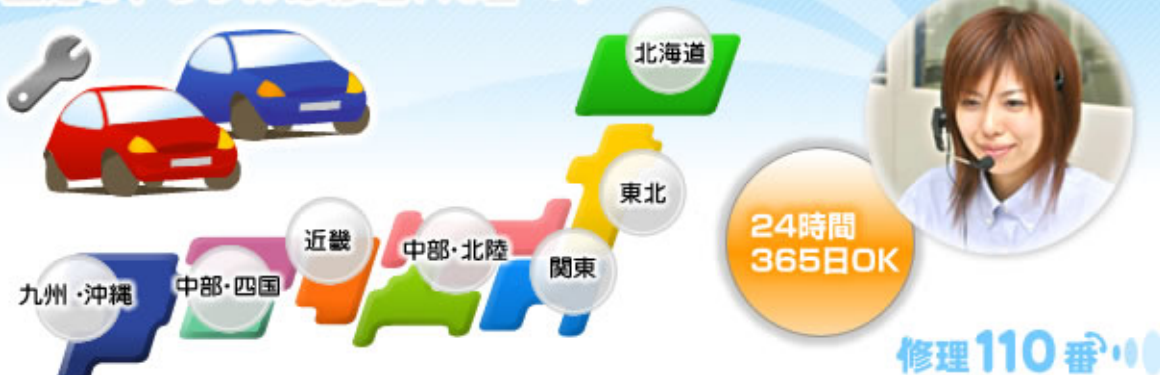 北海道
東北
近畿
中部・北陸
関東
九州・沖縄
中部・四国
24時間
365日OK
修理110番